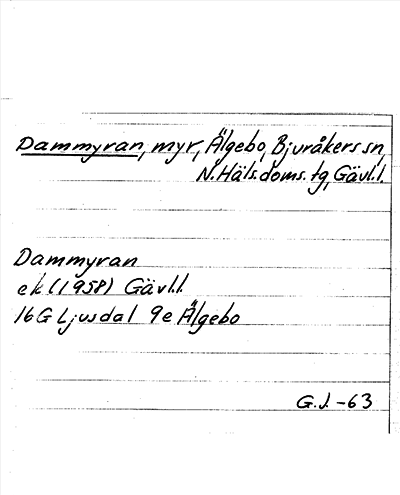 Dammyran, myr, Älgebo, Bjuråkers sn,
N. Häls. doms. tg, Gävl.l.
Dammyran
ek (1958) Gävl.l.
16G Ljusdal 9e Älgebo
G.J. -63